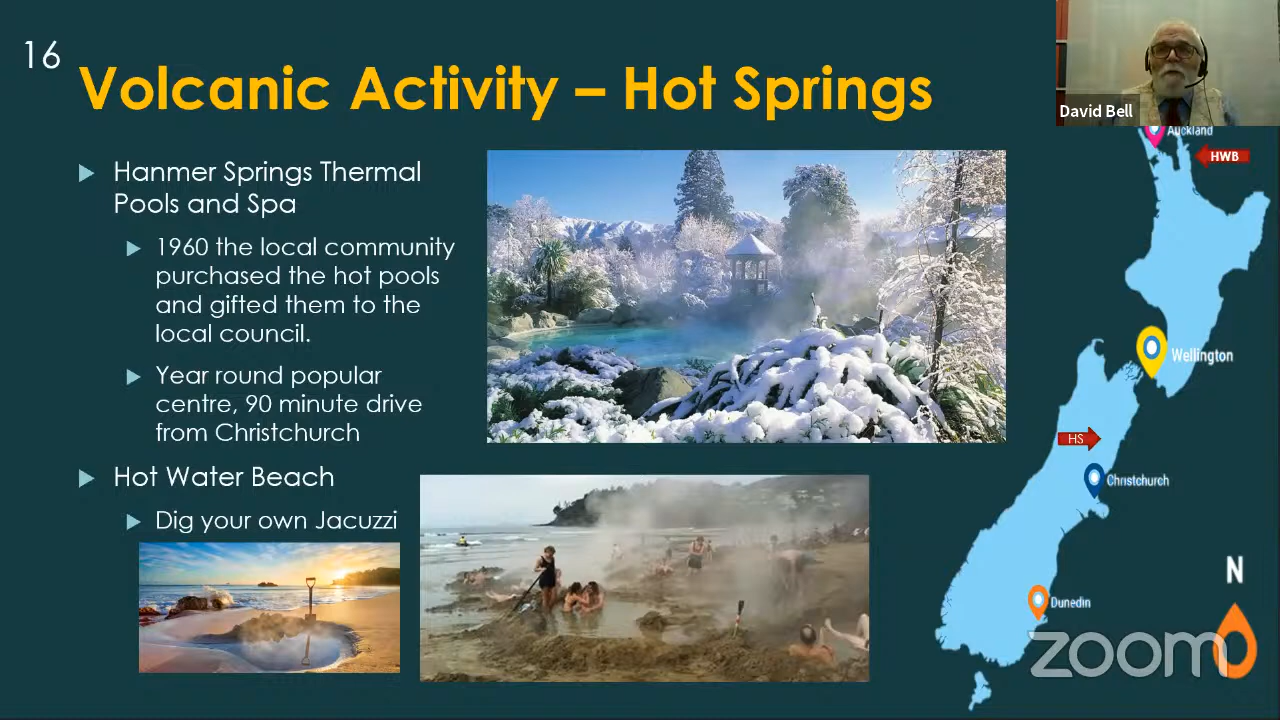 16
Volcanic Activity – Hot Springs
David Bell
Hanmer Springs Thermal
Pools and Spa
1960 the local community
purchased the hot pools
and gifted them to the
local council.
Year round popular
centre, 90 minute drive
from Christchurch
Hot Water Beach
Dig your own Jacuzzi
Auckland
HWB
Wellington
HS
Christchurch
Dunedin
N
zoom